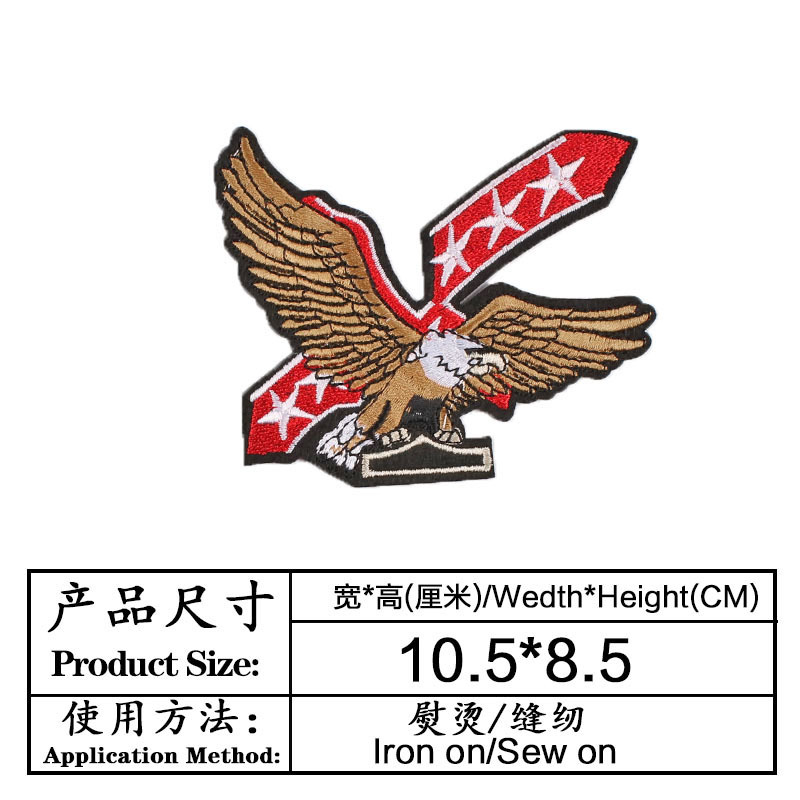 产品尺寸
Product Size:
宽*高(厘米)/Wedth*Height(CM)
10.5*8.5
使用方法：
Application Method:
熨烫/缝纫
Iron on/Sew on